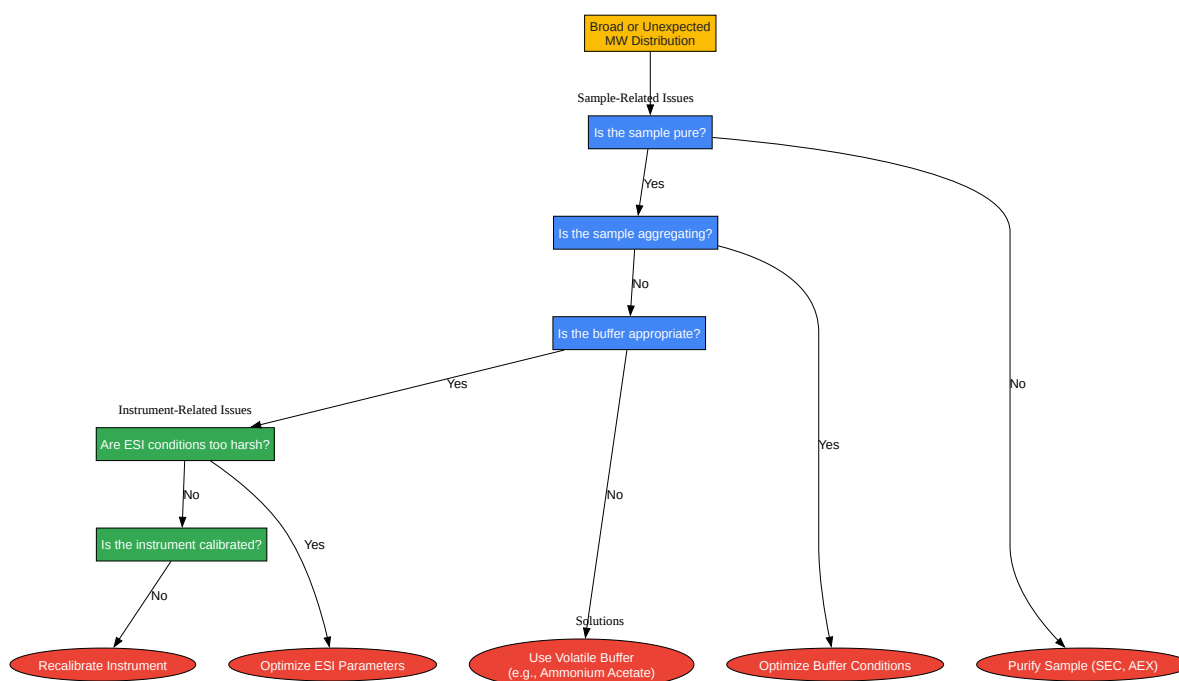 Broad or Unexpected
MW Distribution
Sample-Related Issues
Is the sample pure?
Yes
Is the sample aggregating?
No
Is the buffer appropriate?
Yes
No
Instrument-Related Issues
Are ESI conditions too harsh?
Yes
No
No
Is the instrument calibrated?
Yes
No
Solutions
Recalibrate Instrument
Optimize ESI Parameters
Use Volatile Buffer
(e.g., Ammonium Acetate)
Optimize Buffer Conditions
Purify Sample (SEC, AEX)